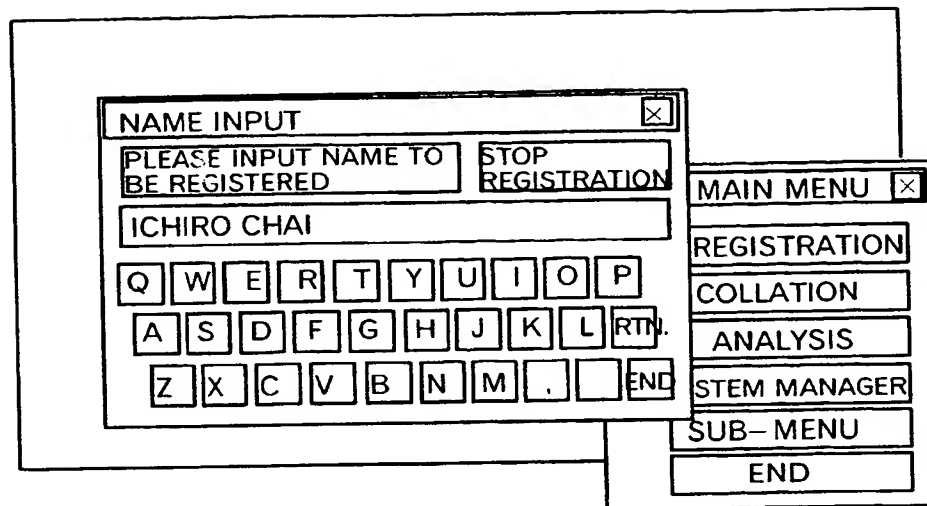 NAME INPUT
PLEASE INPUT NAME TO
BE REGISTERED
STOP
REGISTRATION
ICHIRO CHAI
Q W E R T Y U I O P
A S D F G H J K L RTN.
Z X C V B N M , END
MAIN MENU
REGISTRATION
COLLATION
ANALYSIS
STEM MANAGER
SUB-MENU
END